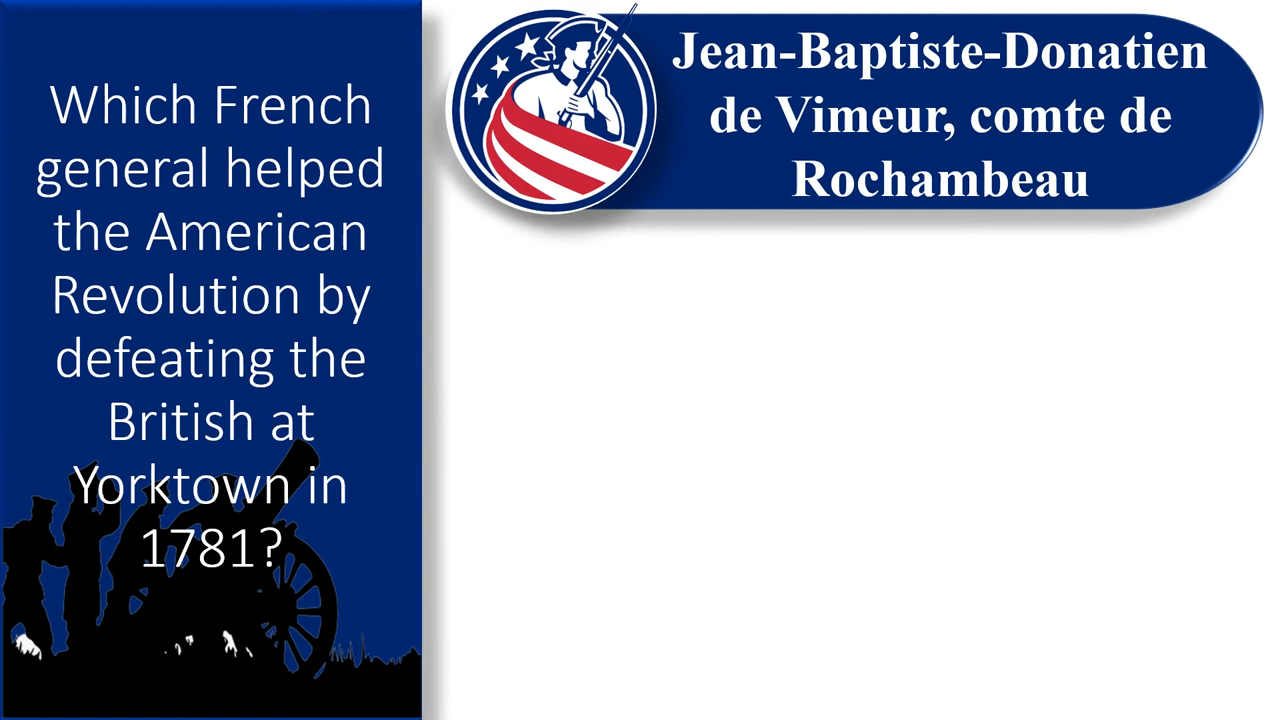 Which French
general helped
the American
Revolution by
defeating the
British at
Yorktown in
1781?
Jean-Baptiste-Donatien
de Vimeur, comte de
Rochambeau